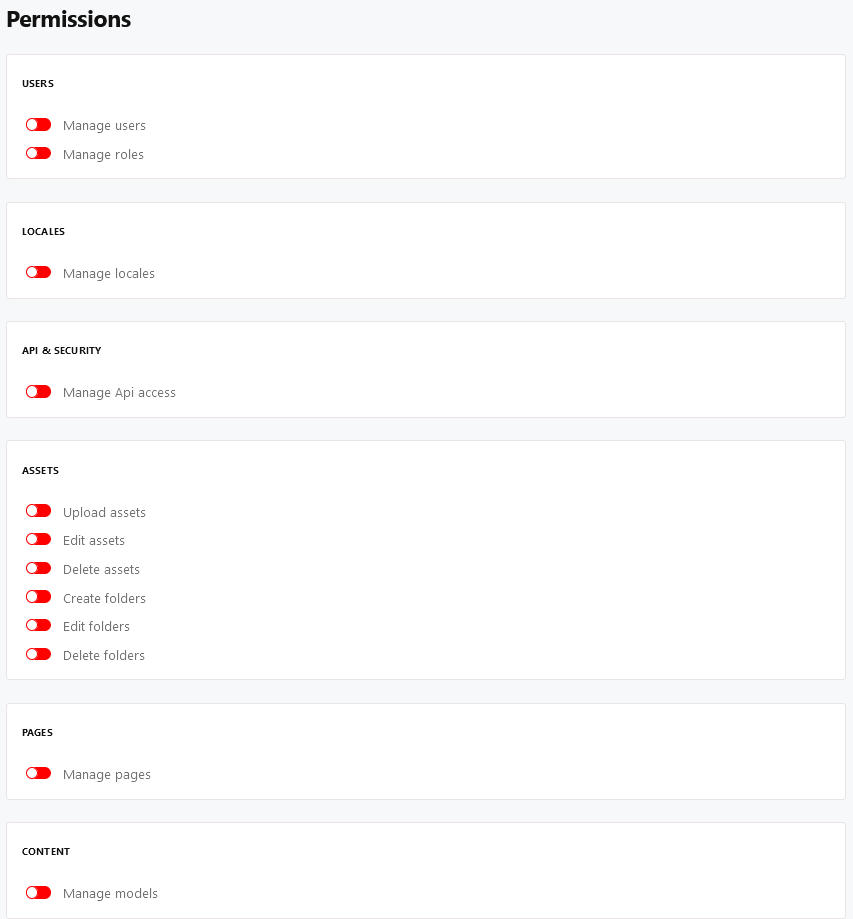 Permissions
USERS
Manage users
Manage roles
LOCALES
Manage locales
API & SECURITY
Manage Api access
ASSETS
Upload assets
Edit assets
Delete assets
Create folders
Edit folders
Delete folders
PAGES
Manage pages
CONTENT
Manage models